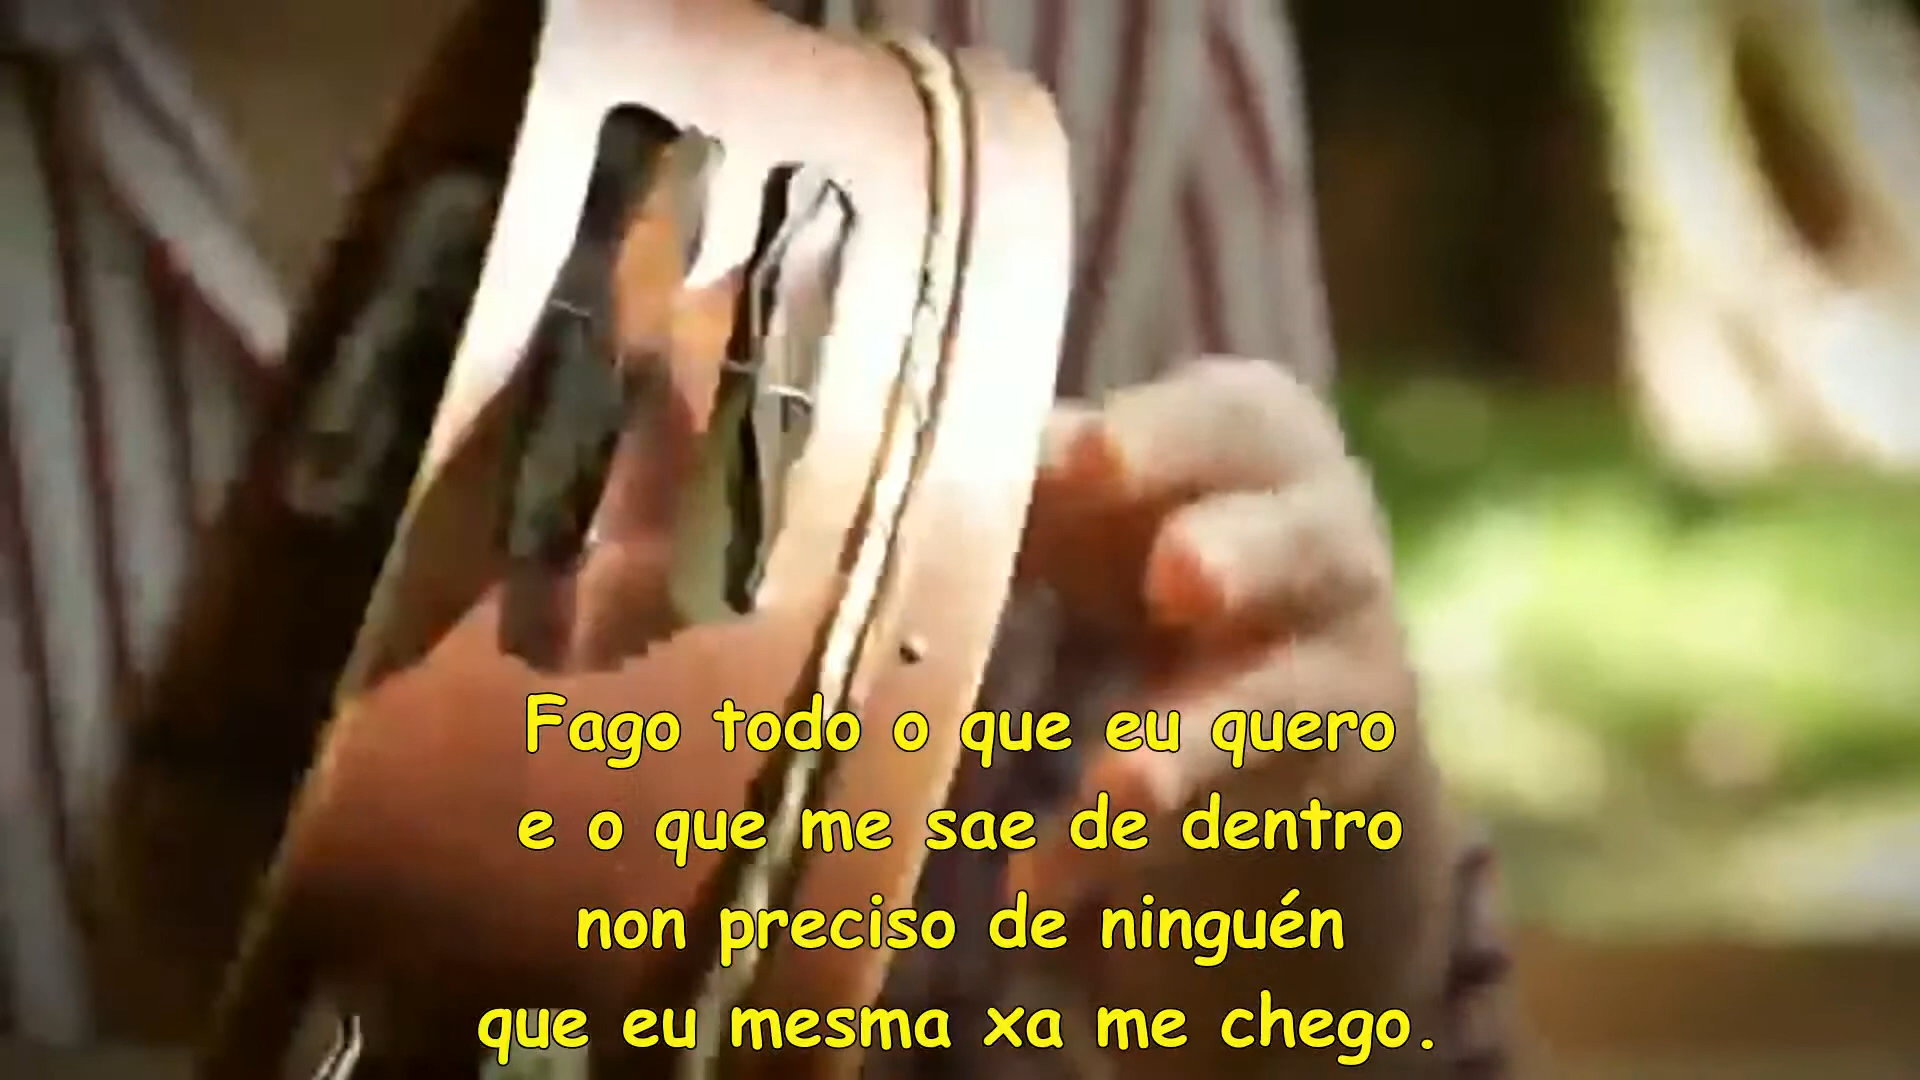 Fago todo o que eu quero
e o que me sae de dentro
non preciso de ninguén
que eu mesma xa me chego.